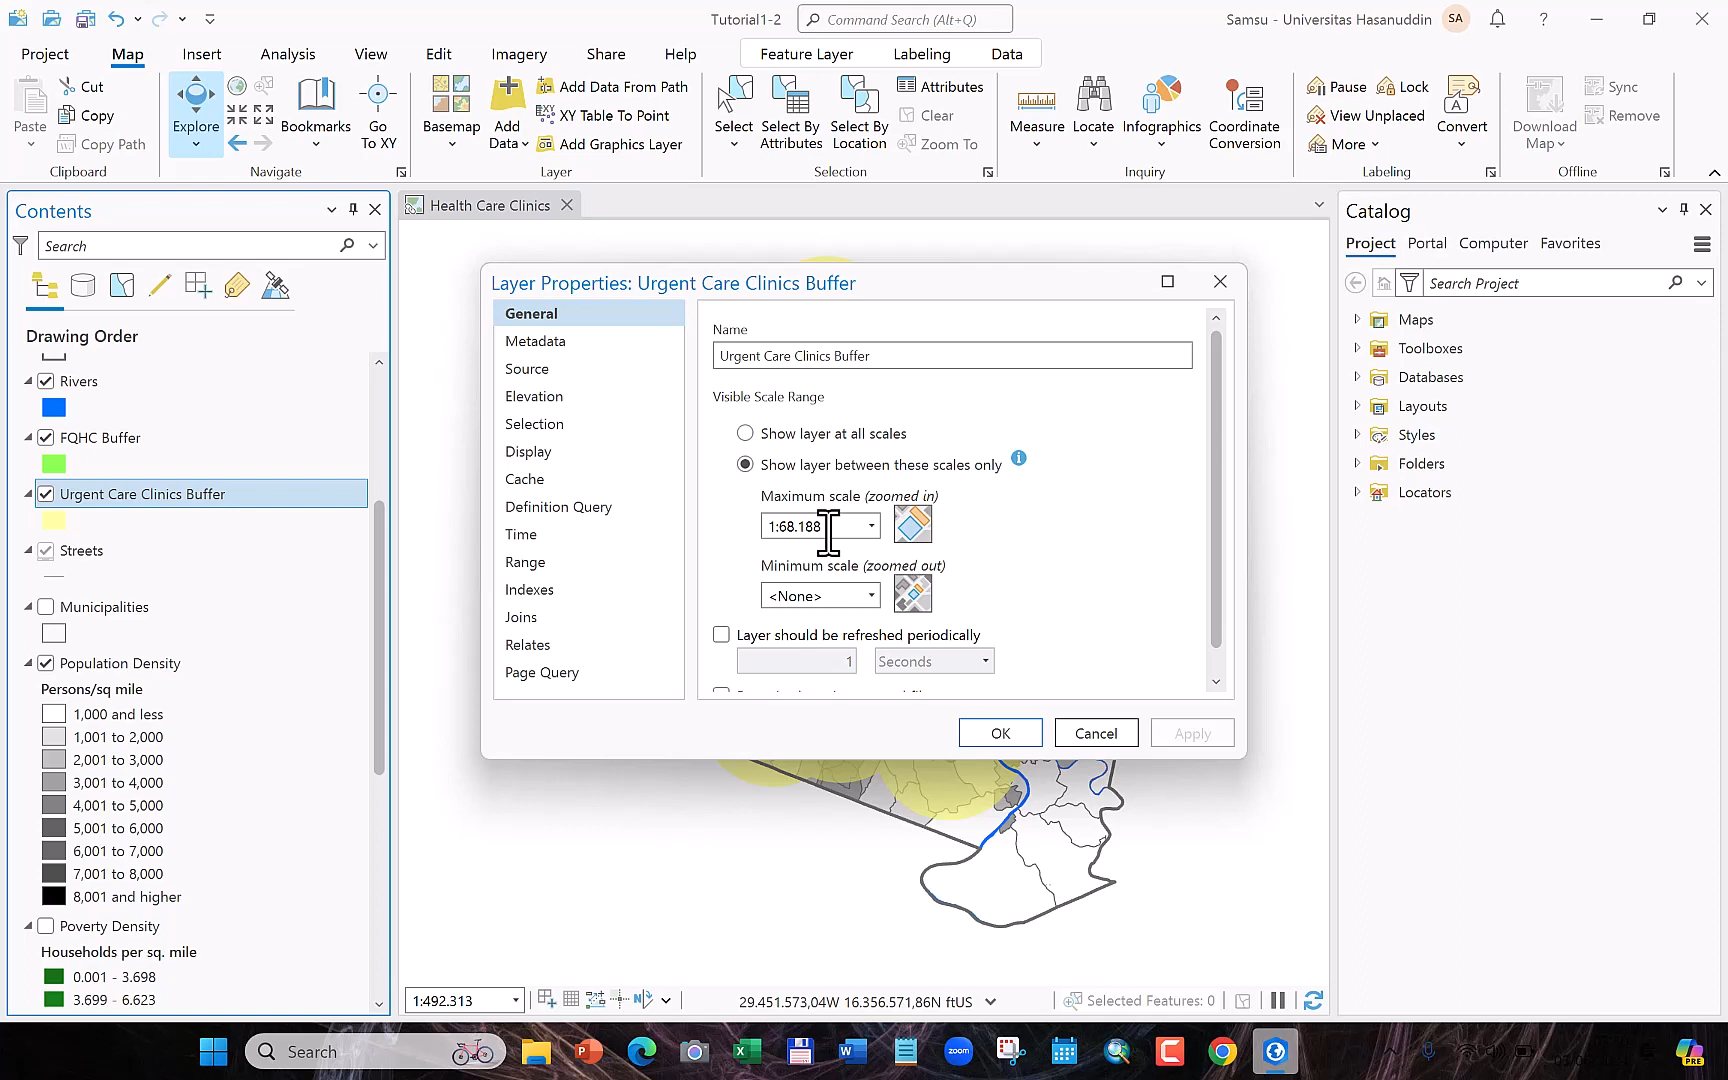 Tutorial1-2
Command Search (Alt+Q)
Samsu - Universitas Hasanuddin
SA
?
Project
Map
Insert
Analysis
View
Edit
Imagery
Share
Help
Feature Layer
Labeling
Data
Paste
Cut
Copy
Copy Path
Clipboard
Explore
Bookmarks
Go
To XY
Navigate
Basemap
Add
Data
Add Data From Path
XY Table To Point
Add Graphics Layer
Layer
Select
Select By
Attributes
Select By
Location
Attributes
Clear
Zoom To
Selection
Measure
Locate
Infographics
Coordinate
Conversion
Inquiry
Pause
Lock
View Unplaced
More
Convert
Labeling
Download
Map
Sync
Remove
Offline
Contents
Search
Drawing Order
Rivers
FQHC Buffer
Urgent Care Clinics Buffer
Streets
Municipalities
Population Density
Persons/sq mile
1,000 and less
1,001 to 2,000
2,001 to 3,000
3,001 to 4,000
4,001 to 5,000
5,001 to 6,000
6,001 to 7,000
7,001 to 8,000
8,001 and higher
Poverty Density
Households per sq. mile
0.001 - 3.698
3.699 - 6.623
Health Care Clinics
Layer Properties: Urgent Care Clinics Buffer
General
Metadata
Source
Elevation
Selection
Display
Cache
Definition Query
Time
Range
Indexes
Joins
Relates
Page Query
Name
Urgent Care Clinics Buffer
Visible Scale Range
Show layer at all scales
Show layer between these scales only
Maximum scale (zoomed in)
1:68.188
Minimum scale (zoomed out)
<None>
Layer should be refreshed periodically
1
Seconds
OK
Cancel
Apply
1:492.313
29.451.573,04W 16.356.571,86N ftUS
Selected Features: 0
Catalog
Project
Portal
Computer
Favorites
Search Project
Maps
Toolboxes
Databases
Layouts
Styles
Folders
Locators
Search
zoom
PRE